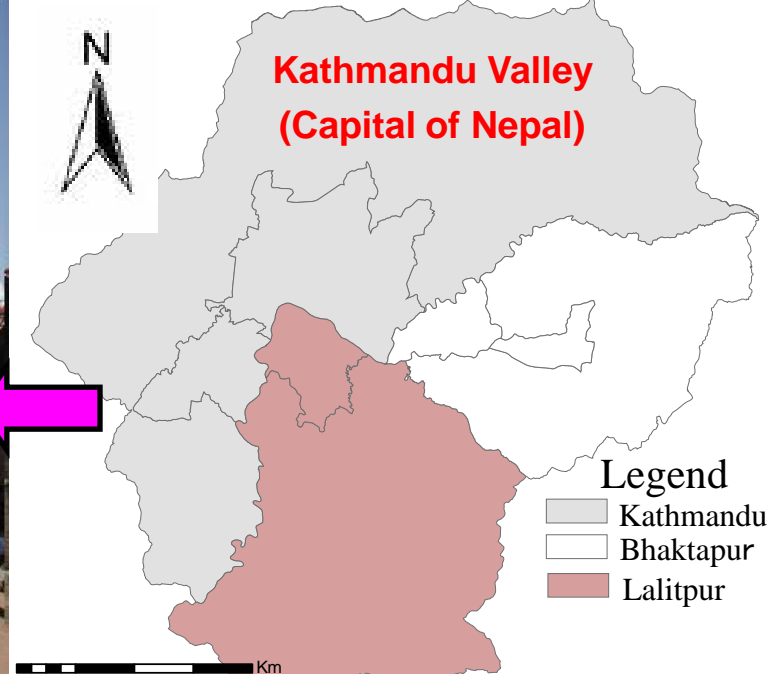 N
Kathmandu Valley
(Capital of Nepal)
Legend
Kathmandu
Bhaktapur
Lalitpur
Km